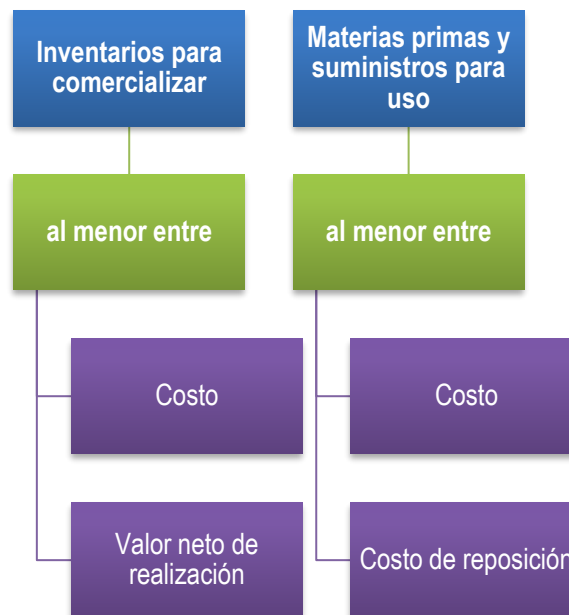 Inventarios para
comercializar
al menor entre
Costo
Valor neto de
realización
Materias primas y
suministros para
uso
al menor entre
Costo
Costo de reposición